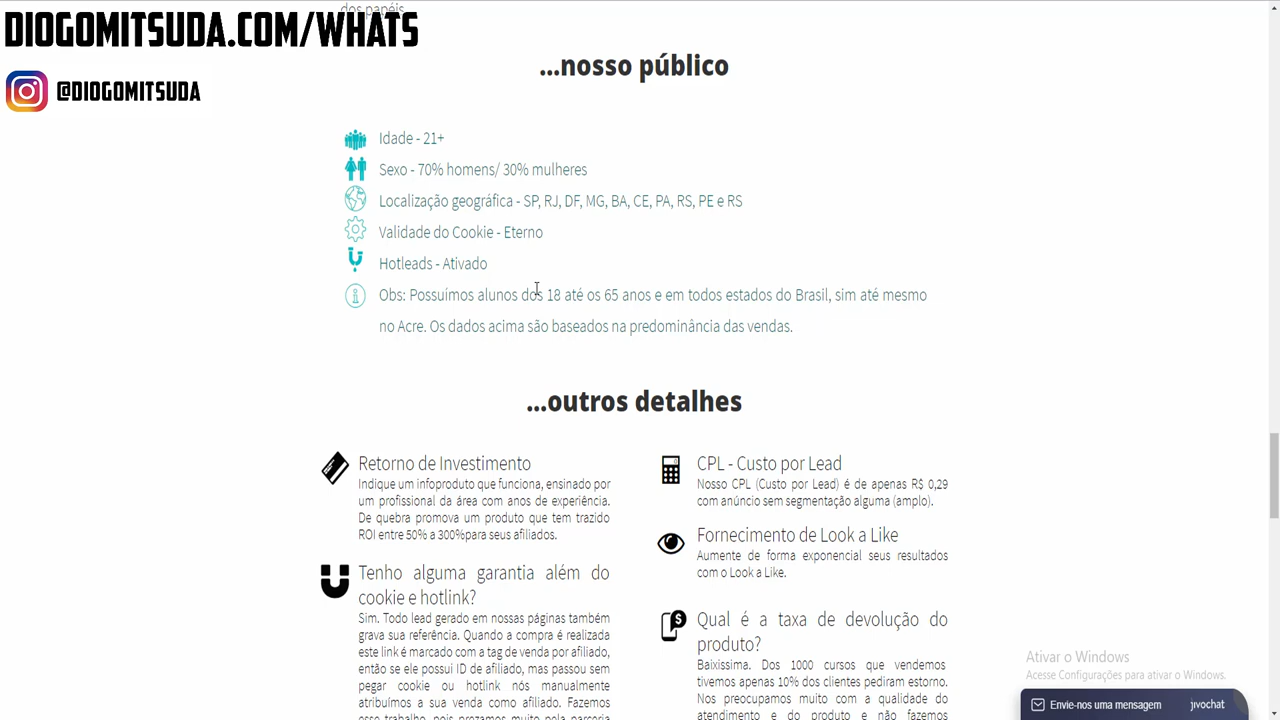 dos papéis
DIOGOMITSUDA.COM/WHATS
@DIOGOMITSUDA
...nosso público
Idade - 21+
Sexo - 70% homens/ 30% mulheres
Localização geográfica - SP, RJ, DF, MG, BA, CE, PA, RS, PE e RS
Validade do Cookie - Eterno
Hotleads - Ativado
Obs: Possuímos alunos dos 18 até os 65 anos e em todos estados do Brasil, sim até mesmo
no Acre. Os dados acima são baseados na predominância das vendas.
...outros detalhes
Retorno de Investimento
Indique um infoproduto que funciona, ensinado por
um profissional da área com anos de experiência.
De quebra promova um produto que tem trazido
ROI entre 50% a 300%para seus afiliados.
Tenho alguma garantia além do
cookie e hotlink?
Sim. Todo lead gerado em nossas páginas também
grava sua referência. Quando a compra é realizada
este link é marcado com a tag de venda por afiliado,
então se ele possui ID de afiliado, mas passou sem
pegar cookie ou hotlink nós manualmente
atribuímos a sua venda como afiliado. Fazemos
esse trabalho, pois prezamos muito pela parceria
CPL - Custo por Lead
Nosso CPL (Custo por Lead) é de apenas R$ 0,29
com anúncio sem segmentação alguma (amplo).
Fornecimento de Look a Like
Aumente de forma exponencial seus resultados
com o Look a Like.
Qual é a taxa de devolução do
produto?
Baixissima. Dos 1000 cursos que vendemos
tivemos apenas 10% dos clientes pediram estorno.
Nos preocupamos muito com a qualidade do
atendimento e do produto e não fazemos
Ativar o Windows
Acesse Configurações para ativar o Windows.
Envie-nos uma mensagem
jivochat